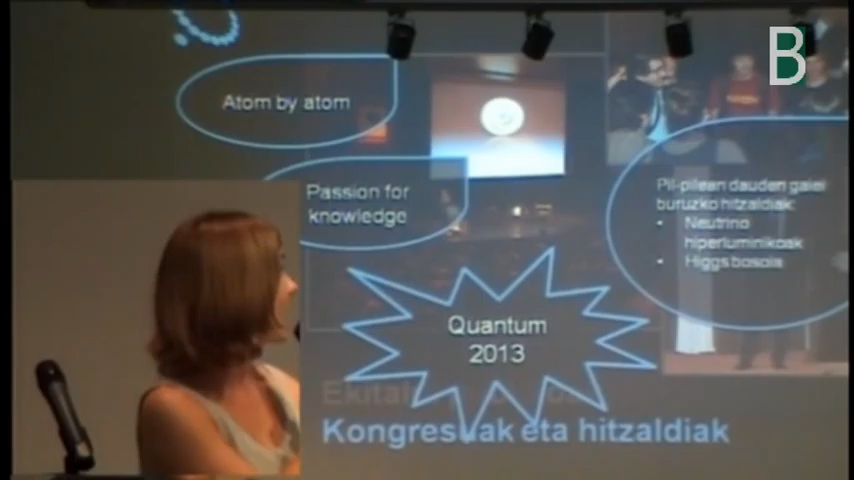 B
Atom by atom
Passion for
knowledge
Pil-pilean dauden gaiei
buruzko hitzaldiak:
• Neutrino
hiperluminikoak
• Higgs bosoia
Quantum
2013
Kongresuak eta hitzaldiak